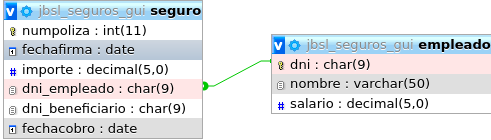 v jbsl_seguros_gui seguro
numpoliza : int(11)
fechafirma : date
# importe : decimal(5,0)
dni_empleado : char(9)
dni_beneficiario : char(9)
fechacobro : date
v jbsl_seguros_gui empleado
dni : char(9)
nombre : varchar(50)
# salario : decimal(5,0)